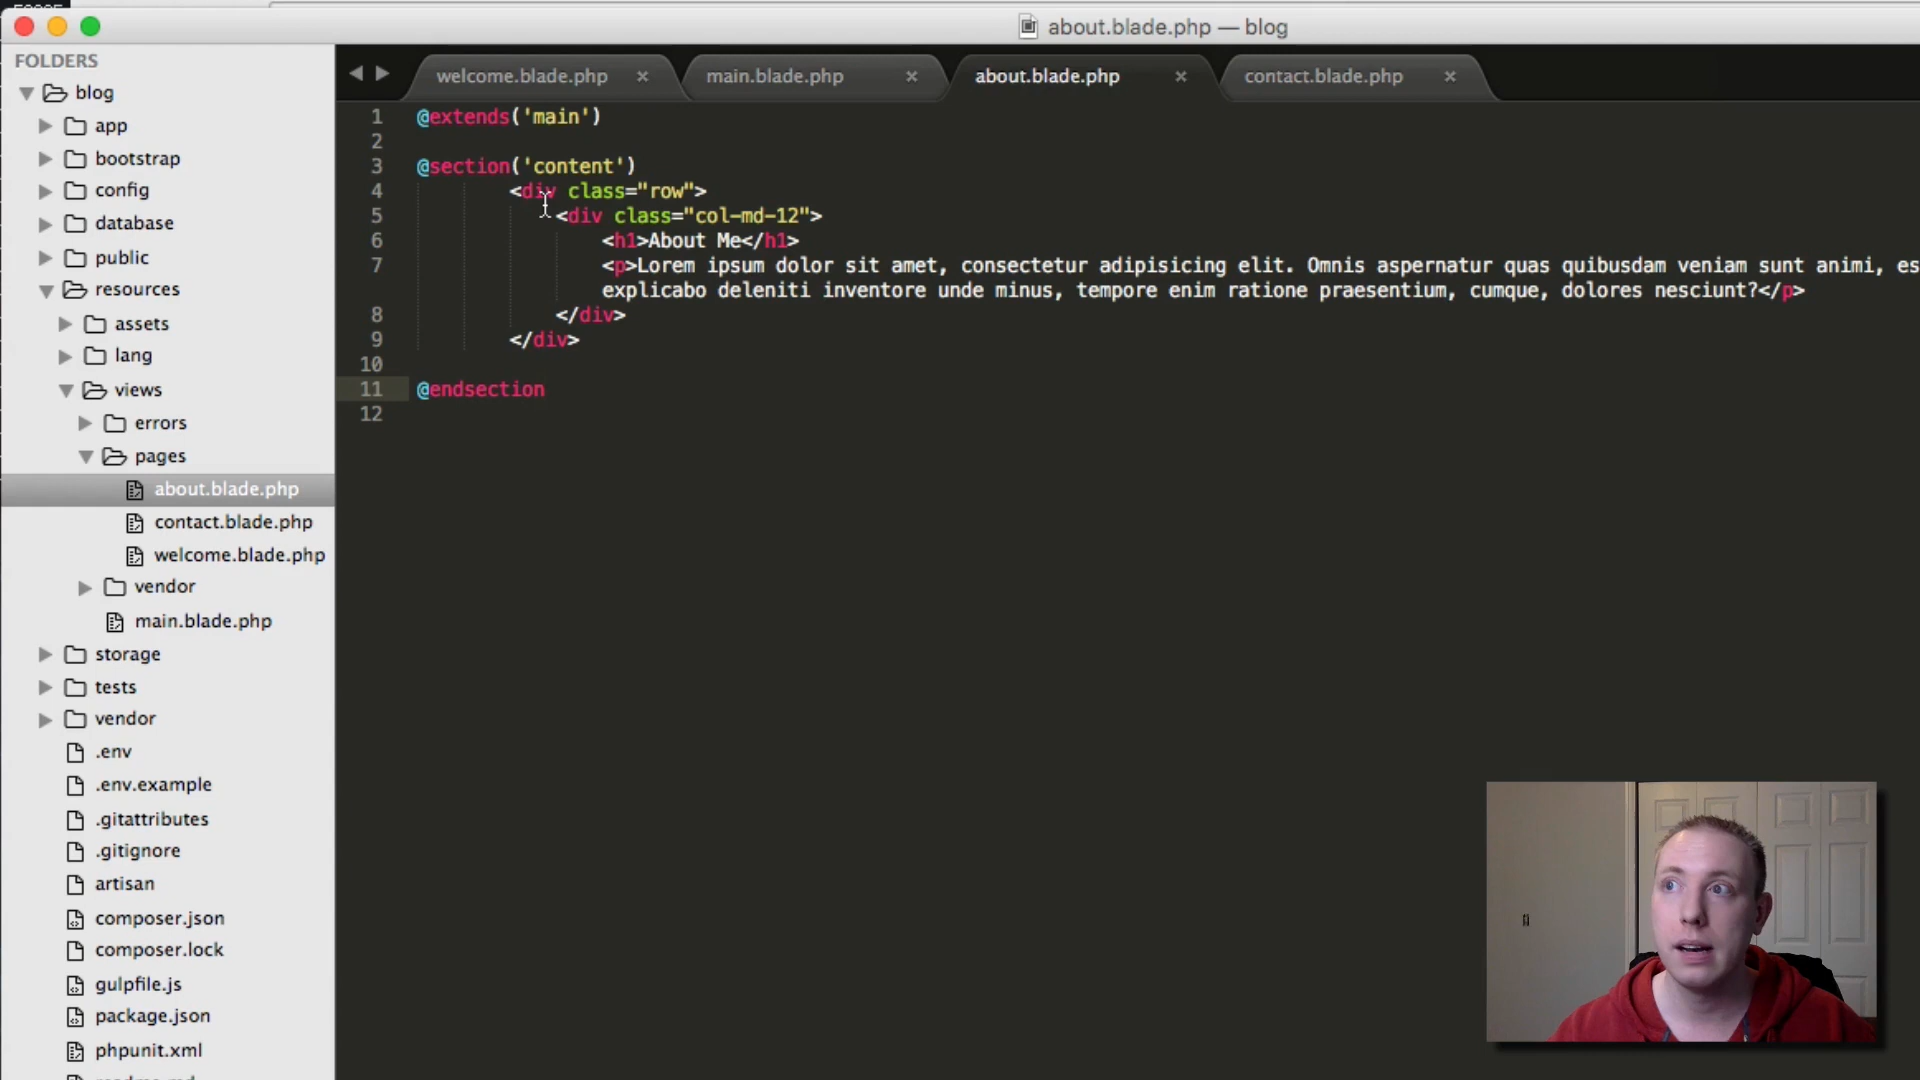 about.blade.php — blog
FOLDERS
blog
app
bootstrap
config
database
public
resources
assets
lang
views
errors
pages
about.blade.php
contact.blade.php
welcome.blade.php
vendor
main.blade.php
storage
tests
vendor
.env
.env.example
.gitattributes
.gitignore
artisan
composer.json
composer.lock
gulpfile.js
package.json
phpunit.xml
welcome.blade.php × main.blade.php × about.blade.php × contact.blade.php ×
1 @extends('main')
2
3 @section('content')
4 <div class="row">
5 <div class="col-md-12">
6 <h1>About Me</h1>
7 <p>Lorem ipsum dolor sit amet, consectetur adipisicing elit. Omnis aspernatur quas quibusdam veniam sunt animi, es
explicabo deleniti inventore unde minus, tempore enim ratione praesentium, cumque, dolores nesciunt?</p>
8 </div>
9 </div>
10
11 @endsection
12